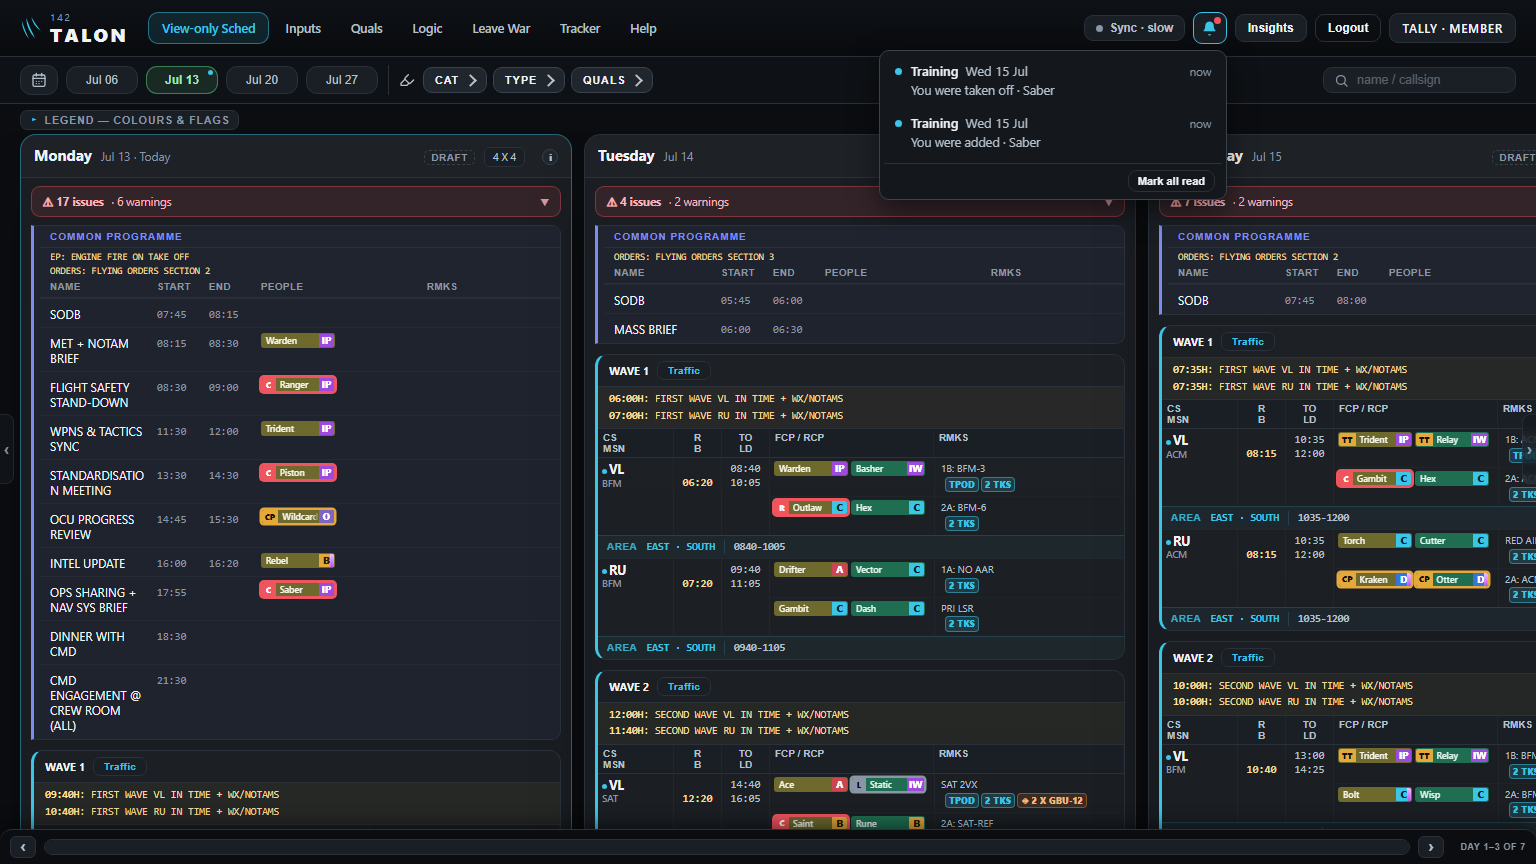 142
TALON
View-only Sched
Inputs
Quals
Logic
Leave War
Tracker
Help
Sync · slow
Insights
Logout
TALLY · MEMBER
Jul 06
Jul 13
Jul 20
Jul 27
CAT
TYPE
QUALS
name / callsign
Training Wed 15 Jul now
You were taken off · Saber
Training Wed 15 Jul now
You were added · Saber
Mark all read
LEGEND — COLOURS & FLAGS
Monday Jul 13 · Today DRAFT 4X4 i
17 issues · 6 warnings
COMMON PROGRAMME
EP: ENGINE FIRE ON TAKE OFF
ORDERS: FLYING ORDERS SECTION 2
NAME START END PEOPLE RMKS
SODB 07:45 08:15
MET + NOTAM BRIEF 08:15 08:30 Warden IP
FLIGHT SAFETY STAND-DOWN 08:30 09:00 C Ranger IP
WPNS & TACTICS SYNC 11:30 12:00 Trident IP
STANDARDISATIO
N MEETING 13:30 14:30 C Piston IP
OCU PROGRESS REVIEW 14:45 15:30 CP Wildcard O
INTEL UPDATE 16:00 16:20 Rebel B
OPS SHARING + NAV SYS BRIEF 17:55 C Saber IP
DINNER WITH CMD 18:30
CMD ENGAGEMENT @ CREW ROOM (ALL) 21:30
WAVE 1 Traffic
09:40H: FIRST WAVE VL IN TIME + WX/NOTAMS
10:40H: FIRST WAVE RU IN TIME + WX/NOTAMS
Tuesday Jul 14
4 issues · 2 warnings
COMMON PROGRAMME
ORDERS: FLYING ORDERS SECTION 3
NAME START END PEOPLE RMKS
SODB 05:45 06:00
MASS BRIEF 06:00 06:30
WAVE 1 Traffic
06:00H: FIRST WAVE VL IN TIME + WX/NOTAMS
07:00H: FIRST WAVE RU IN TIME + WX/NOTAMS
CS R TO FCP / RCP RMKS
MSN B LD
VL 08:40 Warden IP Basher IW 1B: BFM-3
BFM 06:20 10:05 TPOD 2 TKS
R Outlaw C Hex C 2A: BFM-6
2 TKS
AREA EAST · SOUTH 0840-1005
RU 09:40 Drifter A Vector C 1A: NO AAR
BFM 07:20 11:05 2 TKS
Gambit C Dash C PRI LSR
2 TKS
AREA EAST · SOUTH 0940-1105
WAVE 2 Traffic
12:00H: SECOND WAVE VL IN TIME + WX/NOTAMS
11:40H: SECOND WAVE RU IN TIME + WX/NOTAMS
CS R TO FCP / RCP RMKS
MSN B LD
VL 14:40 Ace A L Static IW SAT 2VX
SAT 12:20 16:05 TPOD 2 TKS 2 X GBU-12
C Saint B Rune B 2A: SAT-REF
ay Jul 15 DRAFT
7 issues · 2 warnings
COMMON PROGRAMME
ORDERS: FLYING ORDERS SECTION 2
NAME START END PEOPLE
SODB 07:45 08:00
WAVE 1 Traffic
07:35H: FIRST WAVE VL IN TIME + WX/NOTAMS
07:35H: FIRST WAVE RU IN TIME + WX/NOTAMS
CS R TO FCP / RCP RMKS
MSN B LD
VL 10:35 TT Trident IP TT Relay IW 1B:
ACM 08:15 12:00
C Gambit C Hex C 2A:
2 TKS
AREA EAST · SOUTH 1035-1200
RU 10:35 Torch C Cutter C RED AI
ACM 08:15 12:00 2 TKS
CP Kraken D CP Otter D 2A: AC
2 TKS
AREA EAST · SOUTH 1035-1200
WAVE 2 Traffic
10:00H: SECOND WAVE VL IN TIME + WX/NOTAMS
10:00H: SECOND WAVE RU IN TIME + WX/NOTAMS
CS R TO FCP / RCP RMKS
MSN B LD
VL 13:00 TT Trident IP TT Relay IW 1B: BFM
BFM 10:40 14:25 2 TKS
Bolt C Wisp C 2A: BFM
2 TKS
DAY 1–3 OF 7